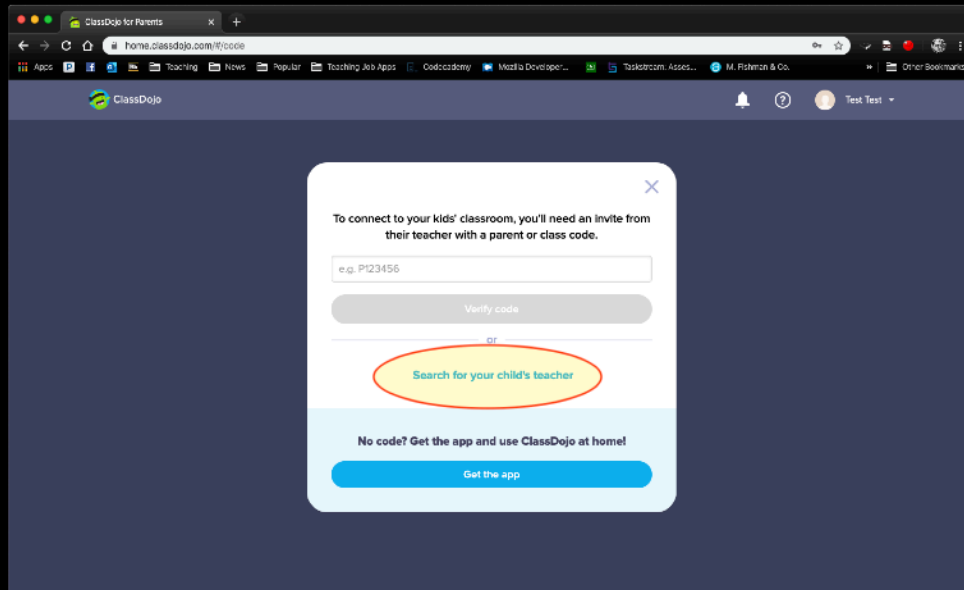 ClassDojo for Parents
home.classdojo.com/#/code
Apps Teaching News Popular Teaching Job Apps Codecademy Mozilla Developer... Taskstream. Asses... M. Fishman & Co. » Other Bookmarks
ClassDojo
Test Test
To connect to your kids' classroom, you'll need an invite from
their teacher with a parent or class code.
e.g. P123456
Verify code
or
Search for your child's teacher
No code? Get the app and use ClassDojo at home!
Get the app